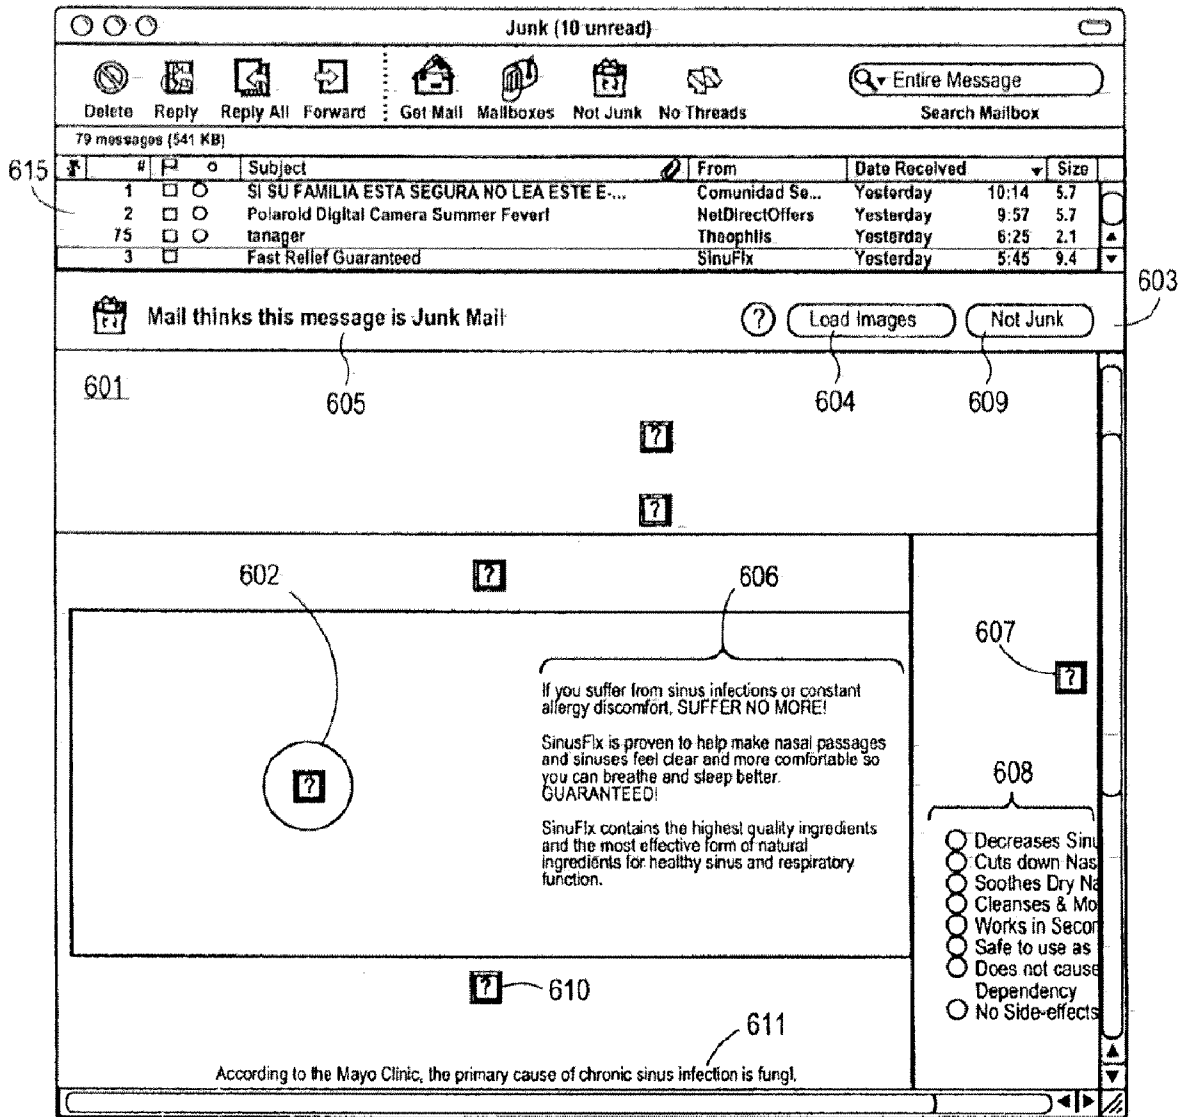 Junk (10 unread)
Entire Message
Delete Reply Reply All Forward Get Mail Mailboxes Not Junk No Threads Search Mailbox
79 messages (541 KB)
# Subject From Date Received Size
615
1 SI SU FAMILIA ESTA SEGURA NO LEA ESTE E-... Comunidad Se... Yesterday 10:14 5.7
2 Polaroid Digital Camera Summer Fever! NetDirectOffers Yesterday 9:57 5.7
75 tanager Theophilis Yesterday 6:25 2.1
3 Fast Relief Guaranteed SinuFix Yesterday 5:45 9.4
603
Mail thinks this message is Junk Mail ? Load Images Not Junk
601 605 604 609
?
?
602 ? 606
607 ?
If you suffer from sinus infections or constant
allergy discomfort, SUFFER NO MORE!
SinusFix is proven to help make nasal passages
and sinuses feel clear and more comfortable so
you can breathe and sleep better.
GUARANTEED!
SinuFix contains the highest quality ingredients
and the most effective form of natural
ingredients for healthy sinus and respiratory
function.
?
608
Decreases Sinu
Cuts down Nas
Soothes Dry Na
Cleanses & Mo
Works in Secon
Safe to use as
Does not cause
Dependency
No Side-effects
? 610
611
According to the Mayo Clinic, the primary cause of chronic sinus infection is fungi.